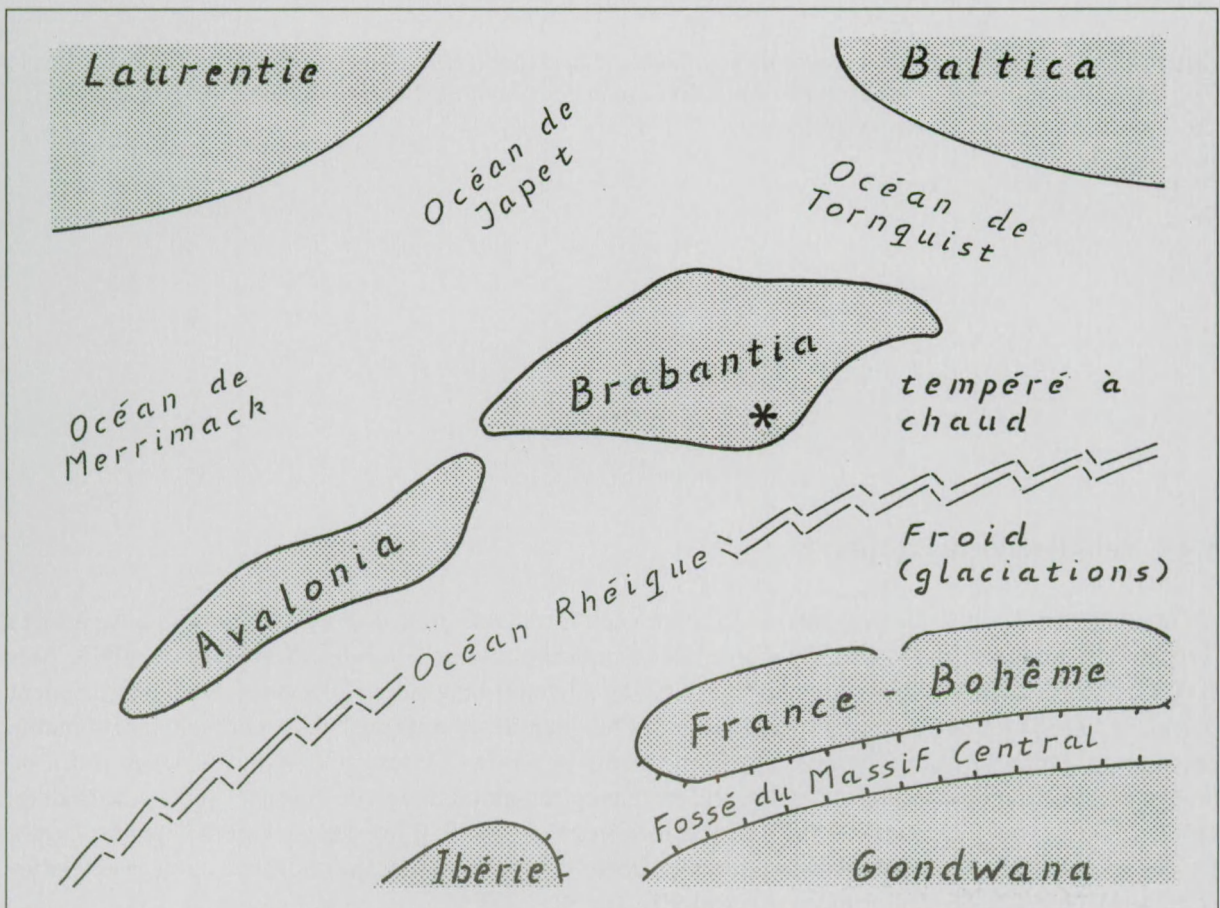 Laurentie
Baltica
Océan de
Japet
Océan de
Tornquist
Brabantia
*
tempéré à
chaud
Océan de
Merrimack
Avalonia
Océan Rhéique
Froid
(glaciations)
France - Bohême
Fossé du Massif Central
Ibérie
Gondwana